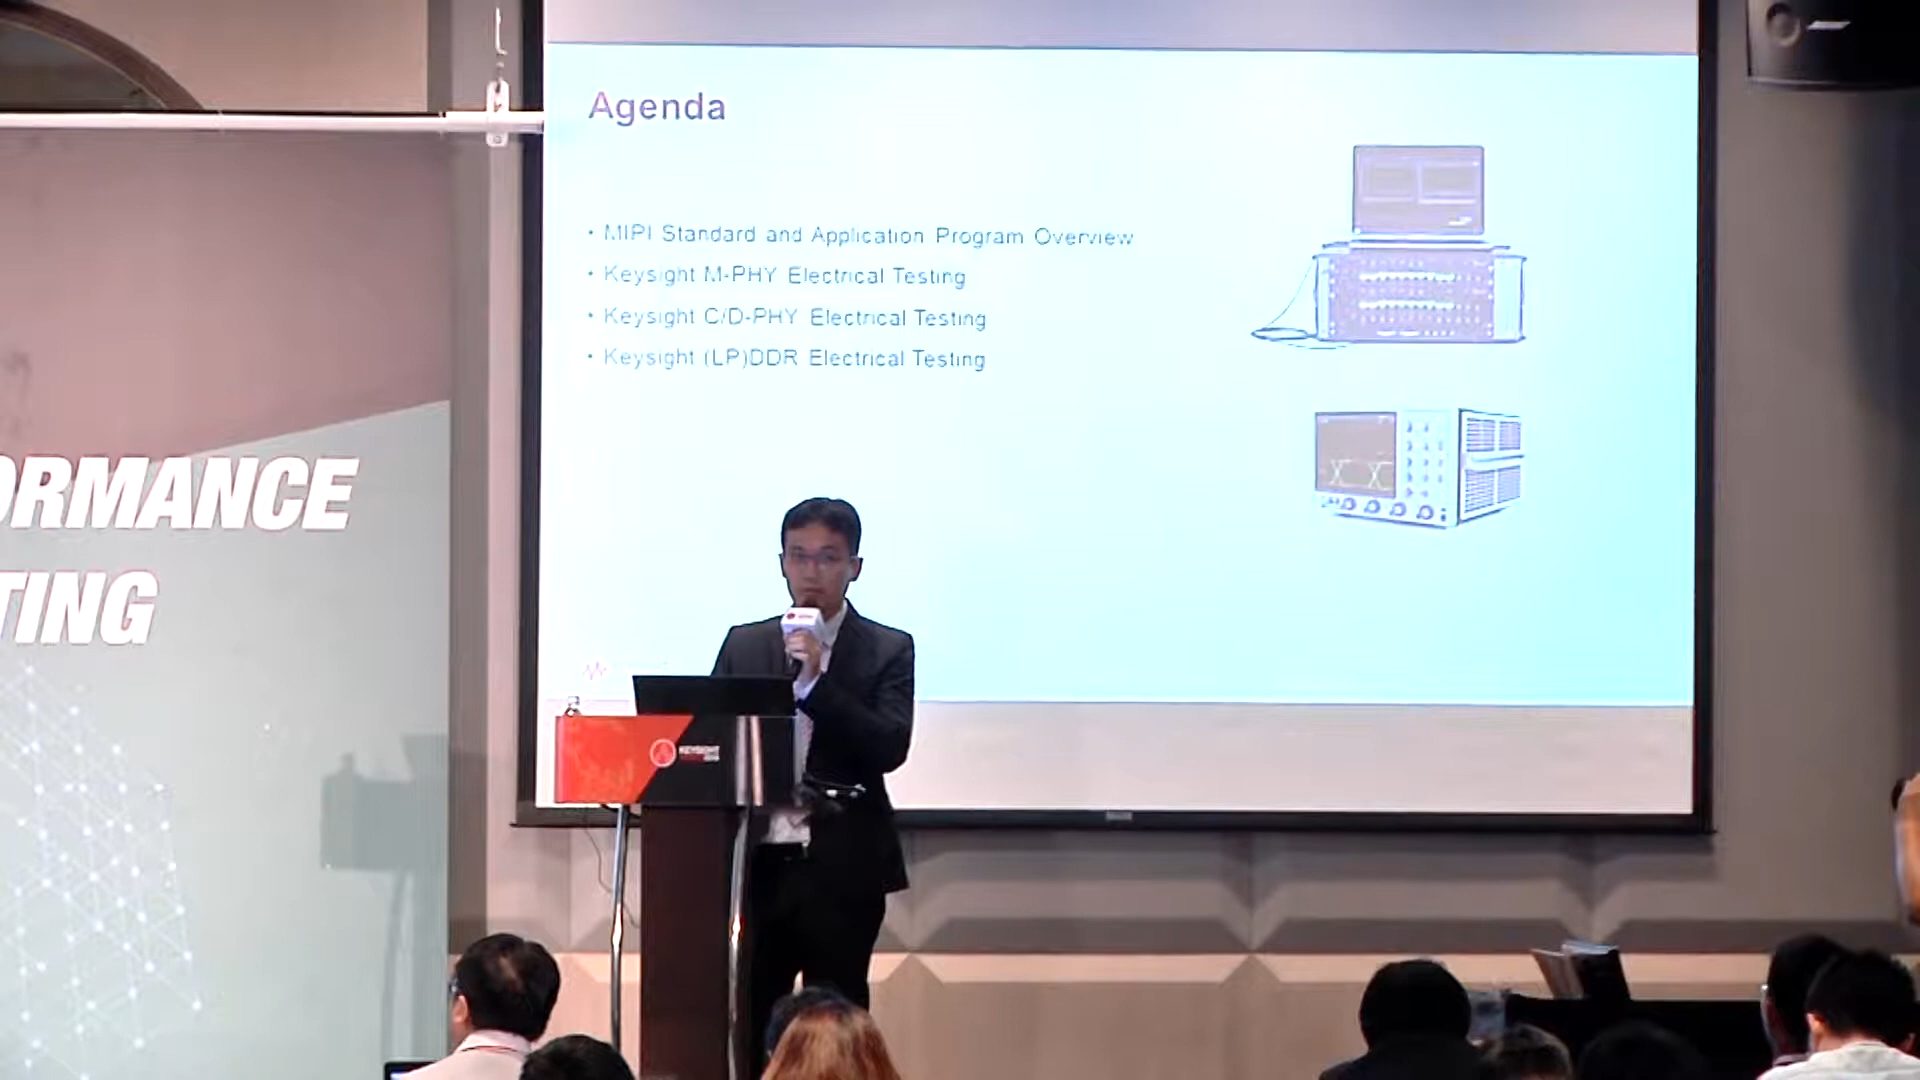 Agenda
• MIPI Standard and Application Program Overview
• Keysight M-PHY Electrical Testing
• Keysight C/D-PHY Electrical Testing
• Keysight (LP)DDR Electrical Testing
ORMANCE
TING
KEYSIGHT